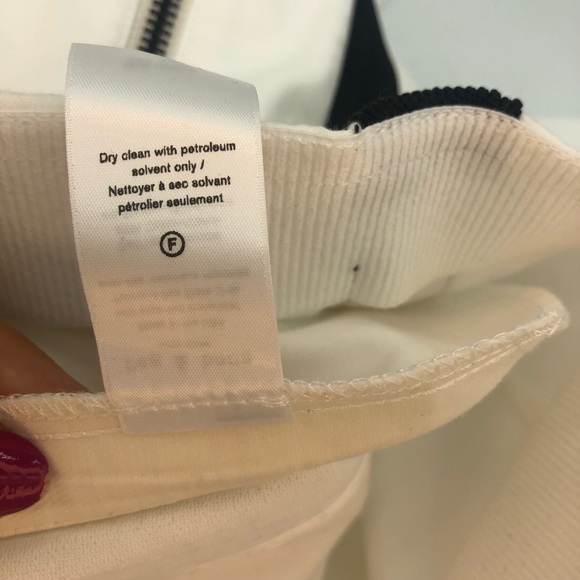 Dry clean with petroleum
solvent only /
Nettoyer à sec solvant
pétrolier seulement
F